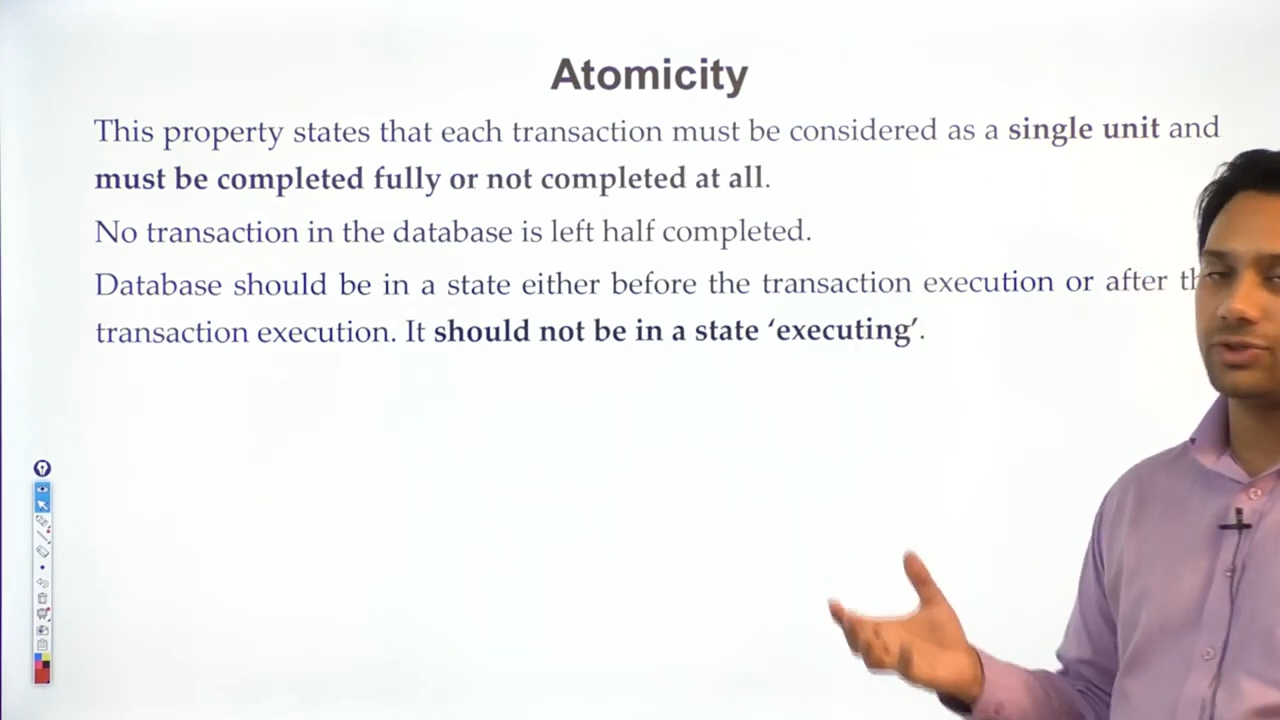 Atomicity
This property states that each transaction must be considered as a single unit and
must be completed fully or not completed at all.
No transaction in the database is left half completed.
Database should be in a state either before the transaction execution or after th
transaction execution. It should not be in a state ‘executing’.